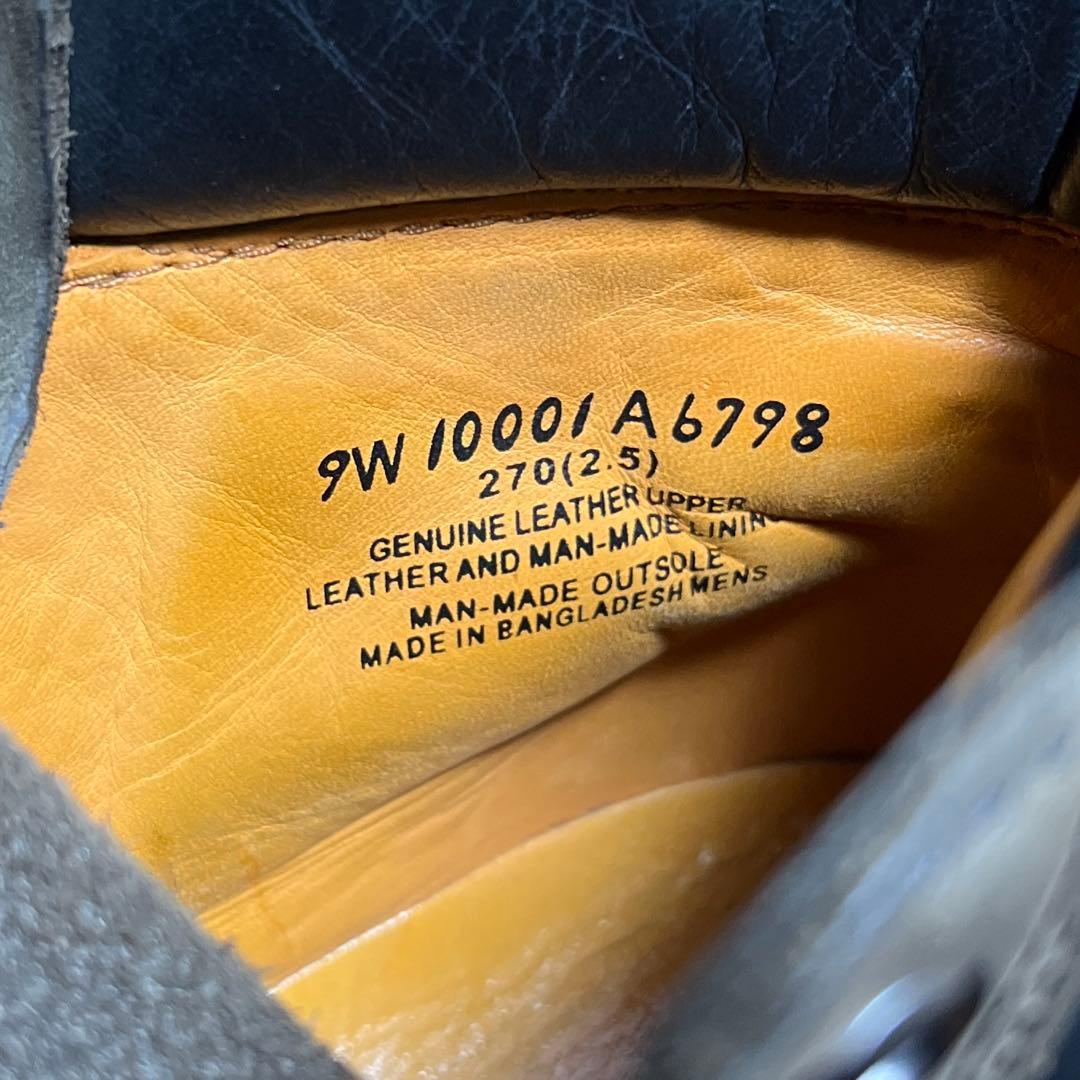 9W 10001 A 6798
270(2.5)
GENUINE LEATHER UPPER
LEATHER AND MAN-MADE LINING
MAN-MADE OUTSOLE
MADE IN BANGLADESH MENS